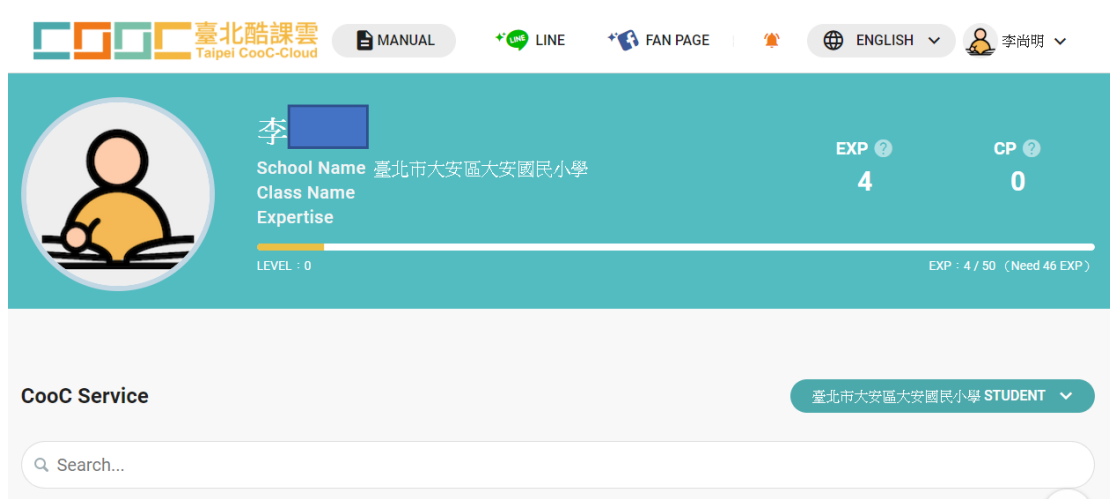 臺北酷課雲
Taipei CooC-Cloud
MANUAL
LINE
LINE
FAN PAGE
ENGLISH
李尚明
李
School Name 臺北市大安區大安國民小學
Class Name
Expertise
EXP ?
4
CP ?
0
LEVEL：0
EXP：4 / 50（Need 46 EXP）
CooC Service
臺北市大安區大安國民小學 STUDENT
Search...